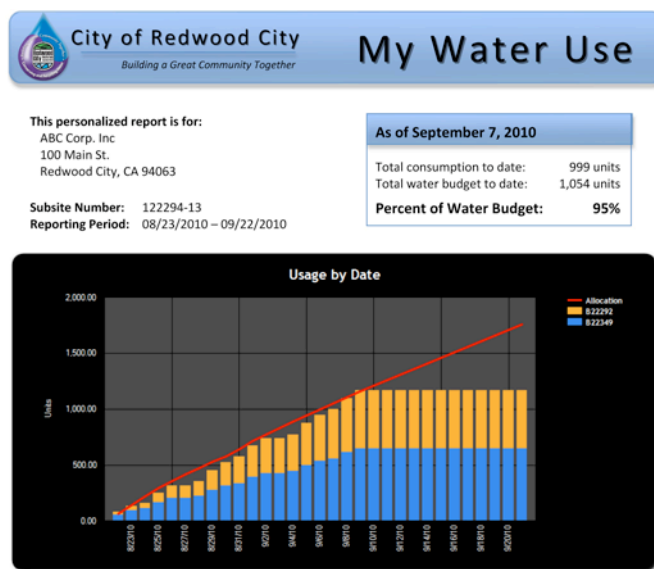 City of Redwood City
Building a Great Community Together
My Water Use
This personalized report is for:
ABC Corp. Inc
100 Main St.
Redwood City, CA 94063
Subsite Number: 122294-13
Reporting Period: 08/23/2010 – 09/22/2010
As of September 7, 2010
Total consumption to date: 999 units
Total water budget to date: 1,054 units
Percent of Water Budget: 95%
Usage by Date
2,000.00
1,500.00
1,000.00
500.00
0.00
Units
Allocation
B22292
B22349
8/23/10
8/25/10
8/27/10
8/29/10
8/31/10
9/2/10
9/4/10
9/6/10
9/8/10
9/10/10
9/12/10
9/14/10
9/16/10
9/18/10
9/20/10